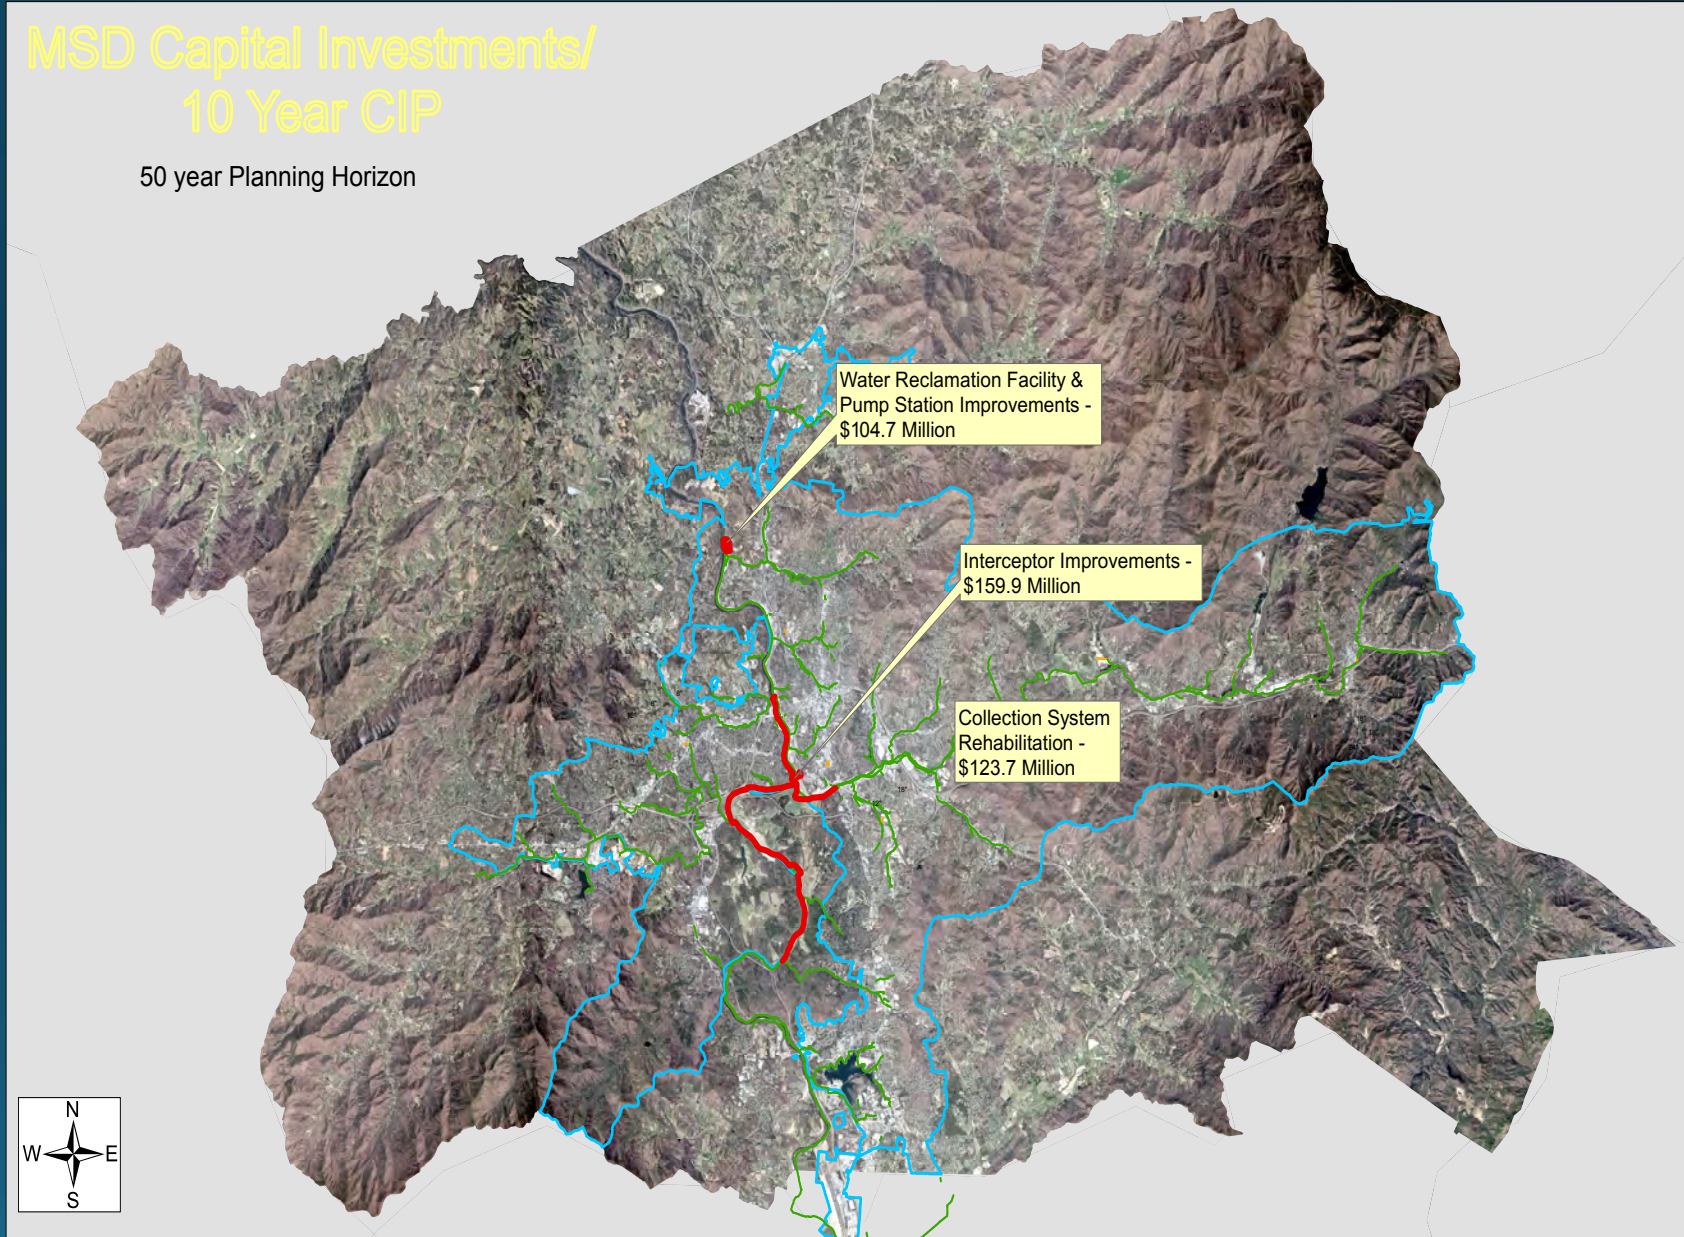 MSD Capital Investments/
10 Year CIP
50 year Planning Horizon
Water Reclamation Facility &
Pump Station Improvements -
$104.7 Million
Interceptor Improvements -
$159.9 Million
Collection System
Rehabilitation -
$123.7 Million
18"
N
W E
S